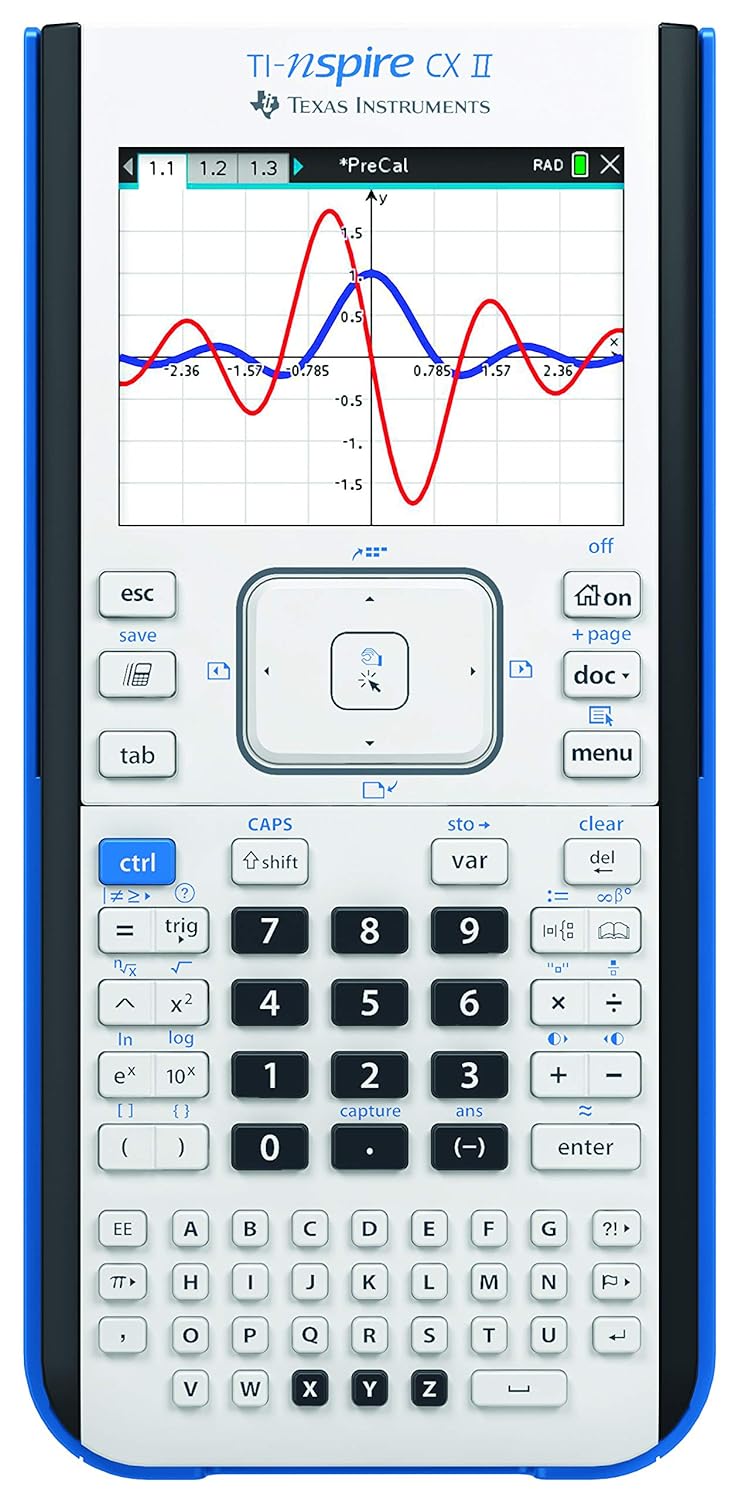 TI-nspire CX II
TEXAS INSTRUMENTS
1.1 1.2 1.3 *PreCal RAD
y
1.5
1.
0.5
x
-2.36 -1.57 -0.785 0.785 1.57 2.36
-0.5
-1.
-1.5
off
esc on
save + page
doc
tab menu
CAPS sto → clear
ctrl ⇧shift var del ←
|≠≥▸ ? := ∞β°
= trig 7 8 9 |▫|{
ⁿ√x √ "▫"
^ x² 4 5 6 × ÷
ln log
eˣ 10ˣ 1 2 3 + −
[ ] { } capture ans ≈
( ) 0 . (−) enter
EE A B C D E F G ?!▸
π▸ H I J K L M N
, O P Q R S T U ↵
V W X Y Z